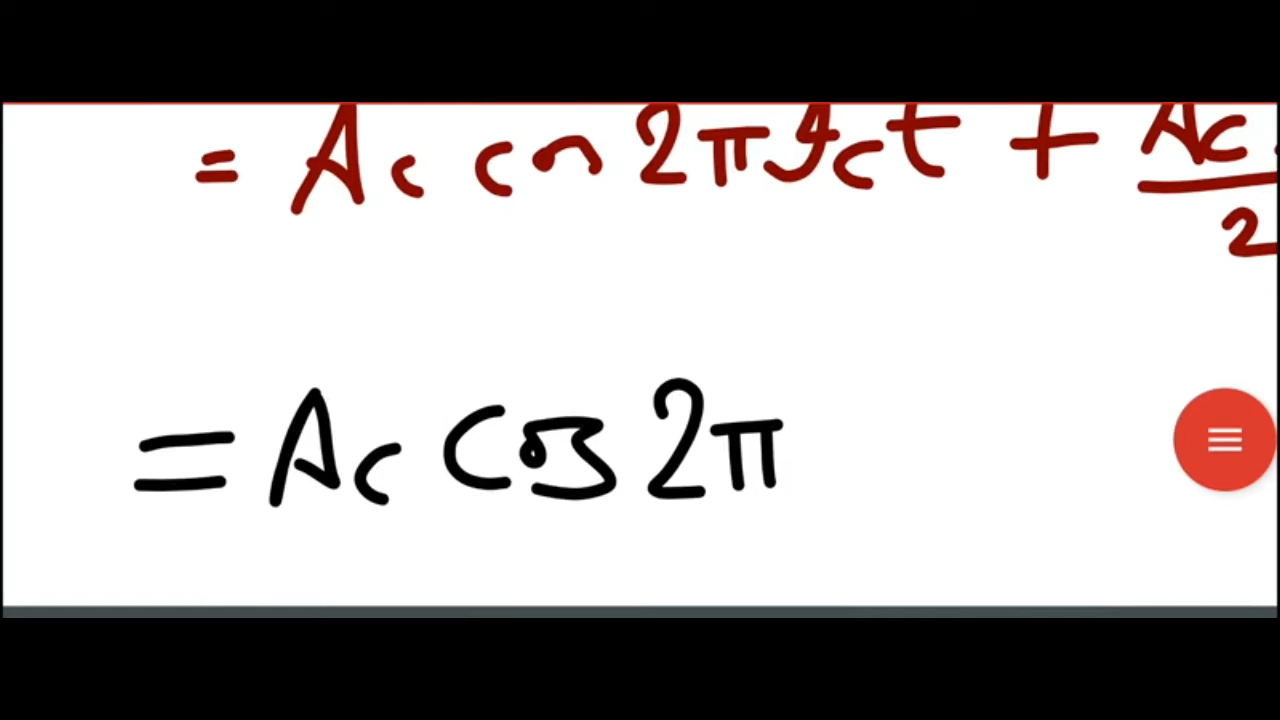 = Ac cos 2πfct + Ac/2
= Ac cos 2π